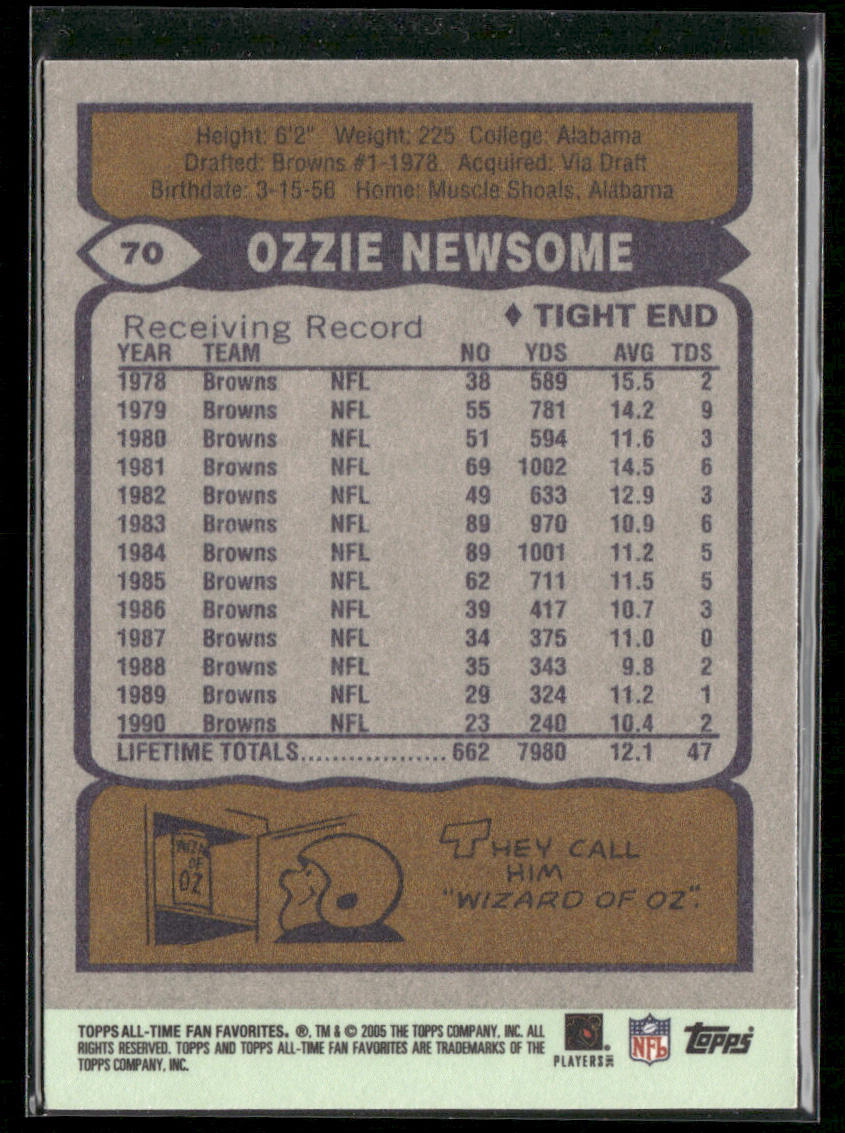 Height: 6'2" Weight: 225 College: Alabama
Drafted: Browns #1-1978 Acquired: Via Draft
Birthdate: 3-15-56 Home: Muscle Shoals, Alabama
70 OZZIE NEWSOME
Receiving Record ♦ TIGHT END
YEAR TEAM NO YDS AVG TDS
1978 Browns NFL 38 589 15.5 2
1979 Browns NFL 55 781 14.2 9
1980 Browns NFL 51 594 11.6 3
1981 Browns NFL 69 1002 14.5 6
1982 Browns NFL 49 633 12.9 3
1983 Browns NFL 89 970 10.9 6
1984 Browns NFL 89 1001 11.2 5
1985 Browns NFL 62 711 11.5 5
1986 Browns NFL 39 417 10.7 3
1987 Browns NFL 34 375 11.0 0
1988 Browns NFL 35 343 9.8 2
1989 Browns NFL 29 324 11.2 1
1990 Browns NFL 23 240 10.4 2
LIFETIME TOTALS.................. 662 7980 12.1 47
OF
OZ
THEY CALL
HIM
"WIZARD OF OZ".
TOPPS ALL-TIME FAN FAVORITES. ®, TM & © 2005 THE TOPPS COMPANY, INC. ALL
RIGHTS RESERVED. TOPPS AND TOPPS ALL-TIME FAN FAVORITES ARE TRADEMARKS OF THE
TOPPS COMPANY, INC.
PLAYERS INC
NFL
TOPPS